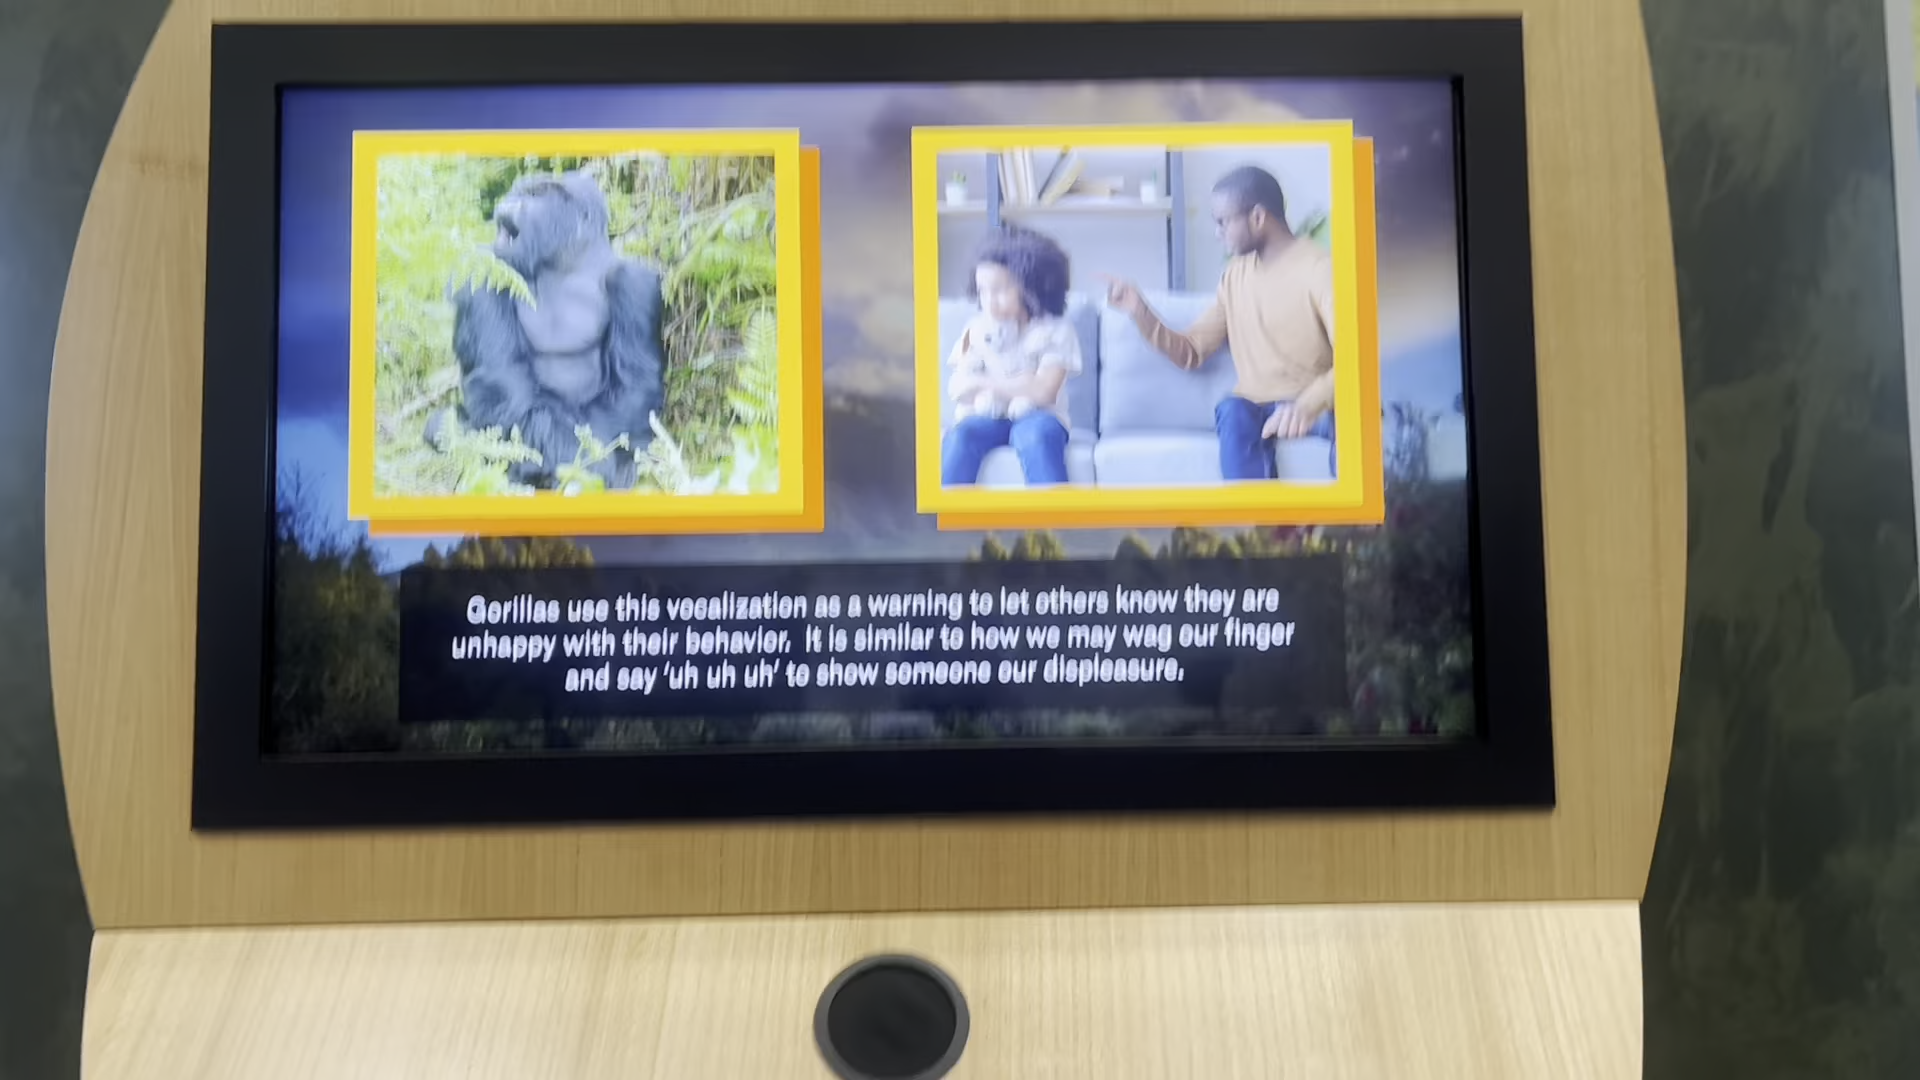 Gorillas use this vocalization as a warning to let others know they are
unhappy with their behavior. It is similar to how we may wag our finger
and say 'uh uh uh' to show someone our displeasure.